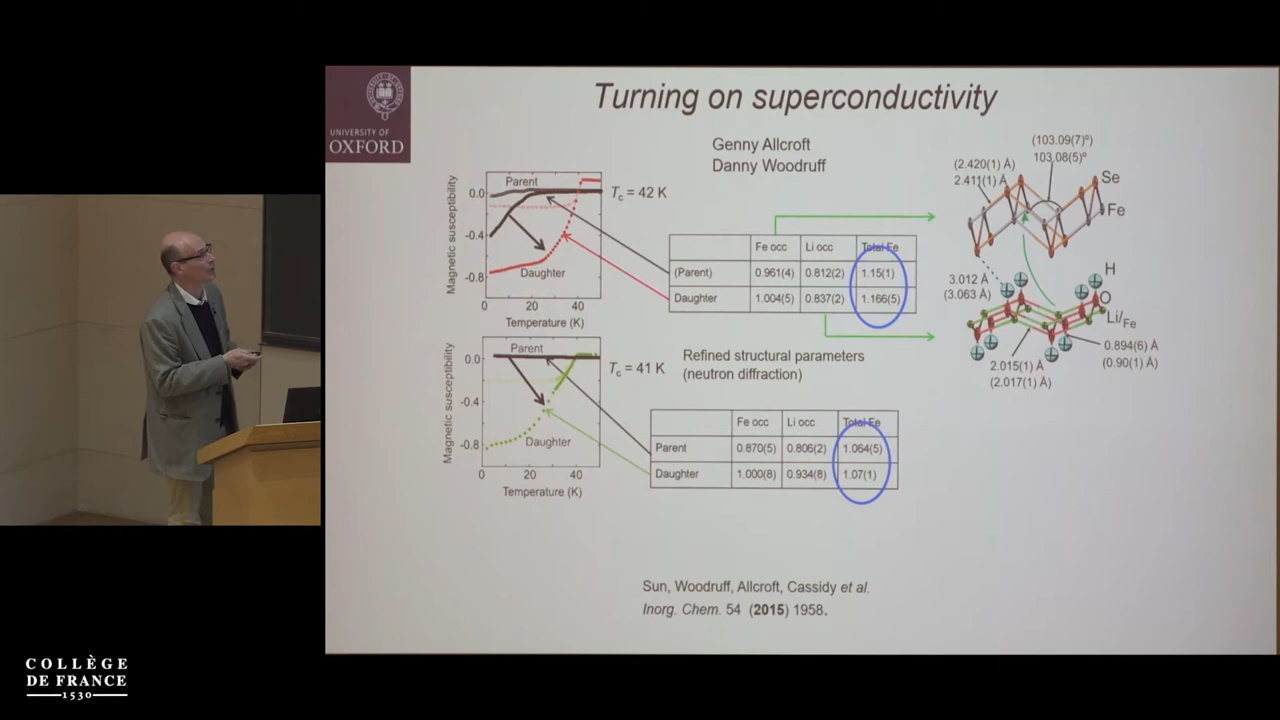 Turning on superconductivity
UNIVERSITY OF
OXFORD
Genny Allcroft
Danny Woodruff
Magnetic susceptibility
0.0
-0.4
-0.8
Parent
Daughter
0 20 40
Temperature (K)
Tc = 42 K
Fe occ Li occ Total Fe
(Parent) 0.961(4) 0.812(2) 1.15(1)
Daughter 1.004(5) 0.837(2) 1.166(5)
(103.09(7)º)
103.08(5)º
(2.420(1) Å)
2.411(1) Å
Se
Fe
H
O
Li/Fe
3.012 Å
(3.063 Å)
0.894(6) Å
(0.90(1) Å)
2.015(1) Å
(2.017(1) Å)
Magnetic susceptibility
0.0
-0.4
-0.8
Parent
Daughter
0 20 40
Temperature (K)
Tc = 41 K
Refined structural parameters
(neutron diffraction)
Fe occ Li occ Total Fe
Parent 0.870(5) 0.806(2) 1.064(5)
Daughter 1.000(8) 0.934(8) 1.07(1)
Sun, Woodruff, Allcroft, Cassidy et al.
Inorg. Chem. 54 (2015) 1958.
COLLÈGE
DE FRANCE
1530